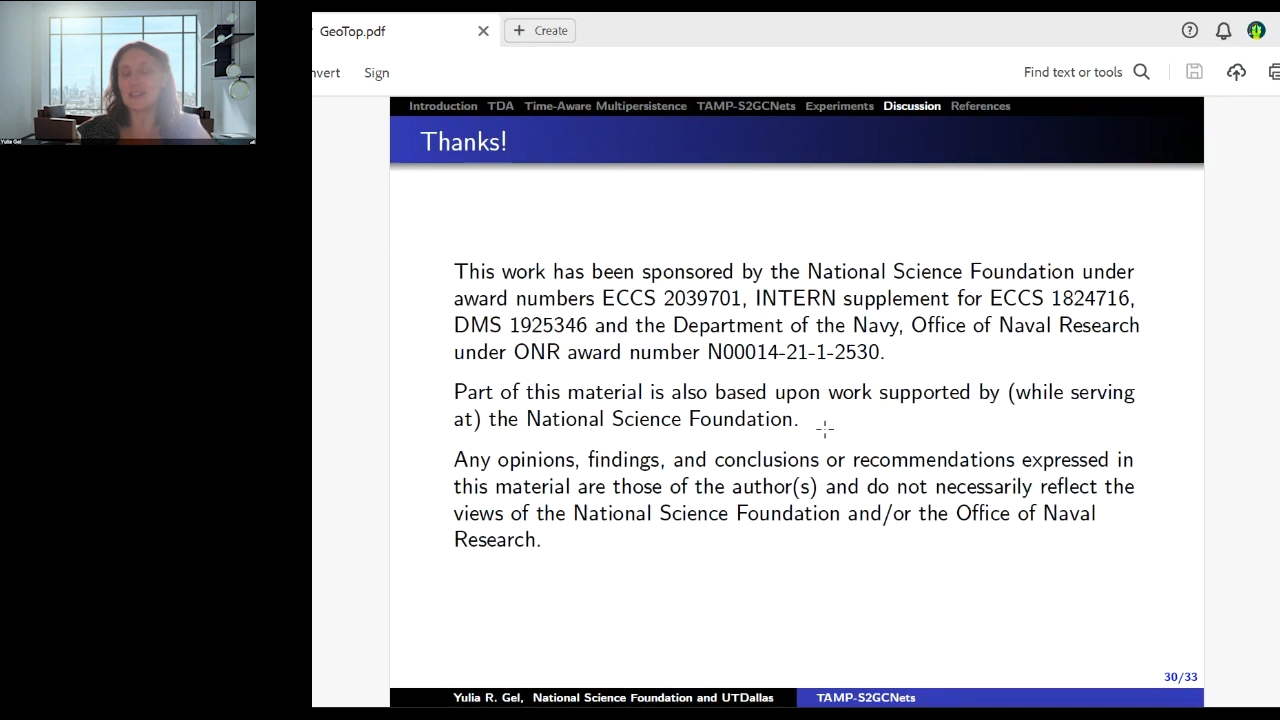 GeoTop.pdf
Create
nvert
Sign
Find text or tools
Yulia Gel
Introduction TDA Time-Aware Multipersistence TAMP-S2GCNets Experiments Discussion References
Thanks!
This work has been sponsored by the National Science Foundation under
award numbers ECCS 2039701, INTERN supplement for ECCS 1824716,
DMS 1925346 and the Department of the Navy, Office of Naval Research
under ONR award number N00014-21-1-2530.
Part of this material is also based upon work supported by (while serving
at) the National Science Foundation.
Any opinions, findings, and conclusions or recommendations expressed in
this material are those of the author(s) and do not necessarily reflect the
views of the National Science Foundation and/or the Office of Naval
Research.
30/33
Yulia R. Gel, National Science Foundation and UTDallas TAMP-S2GCNets